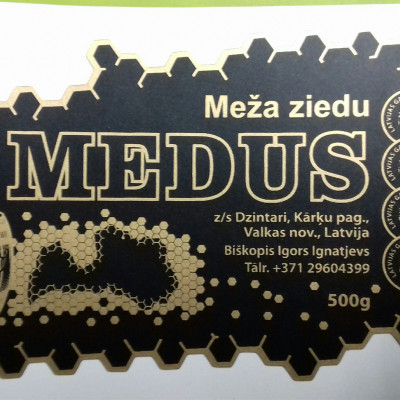 Meža ziedu
MEDUS
z/s Dzintari, Kārķu pag.,
Valkas nov., Latvija
Biškopis Igors Ignatjevs
Tālr. +371 29604399
500g